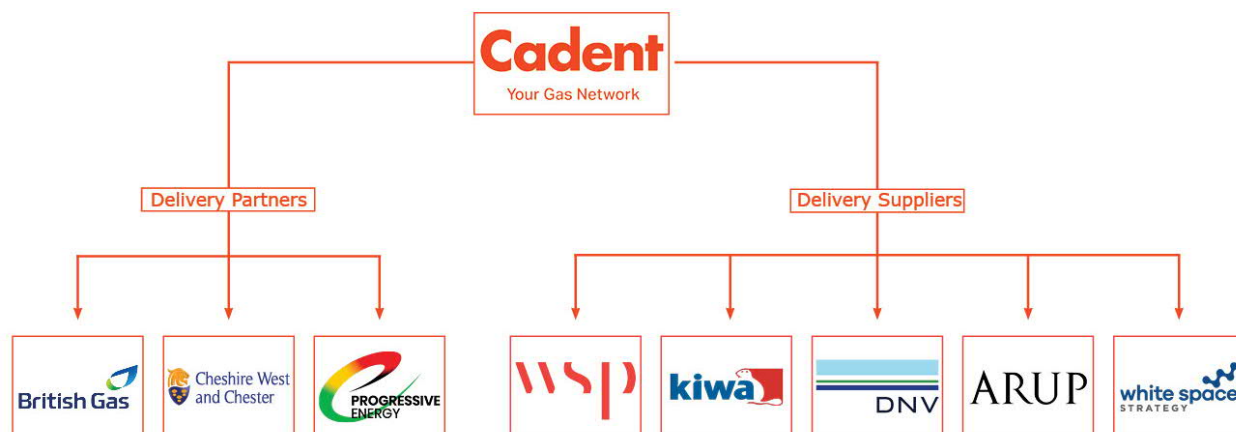 Cadent
Your Gas Network
Delivery Partners
Delivery Suppliers
British Gas
Cheshire West
and Chester
PROGRESSIVE
ENERGY
wsp
kiwa
DNV
ARUP
white space
STRATEGY